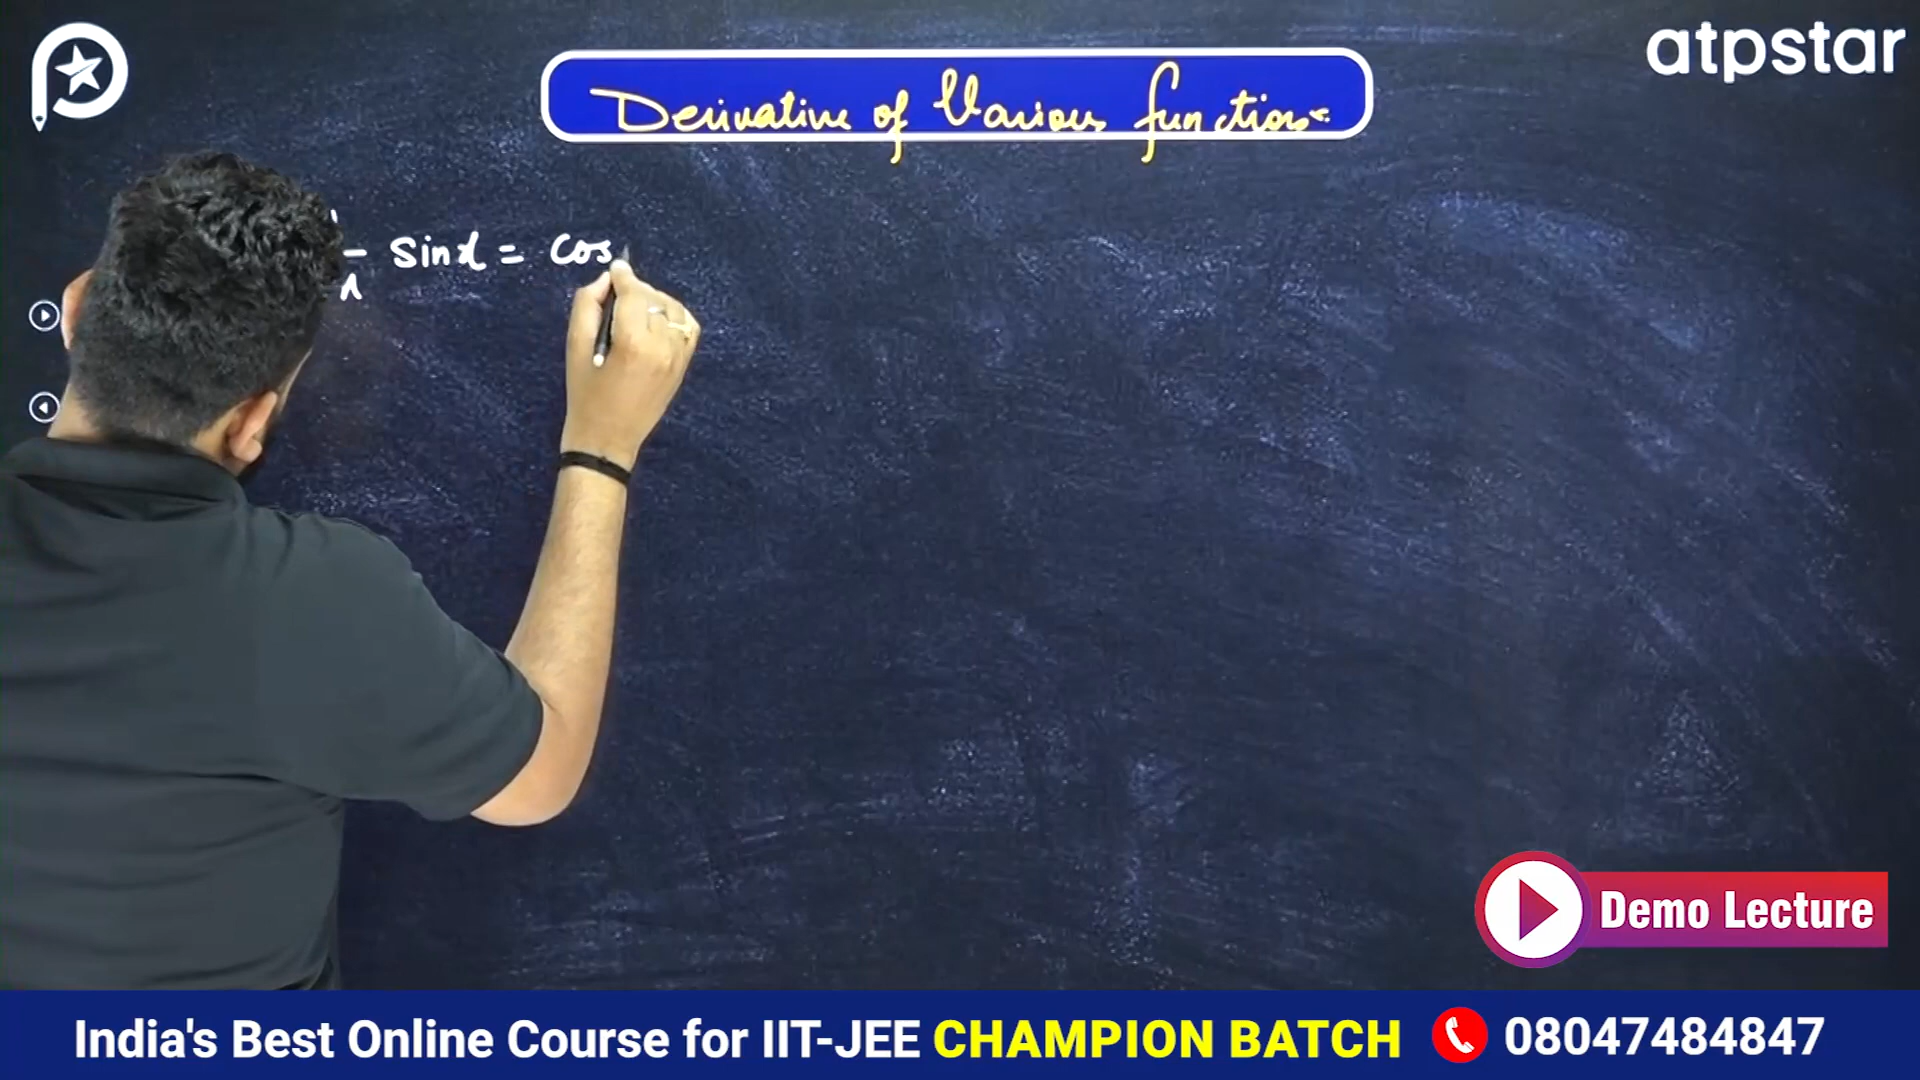 atpstar
Derivative of Various functions
sinx = Cos
Demo Lecture
India's Best Online Course for IIT-JEE CHAMPION BATCH 08047484847